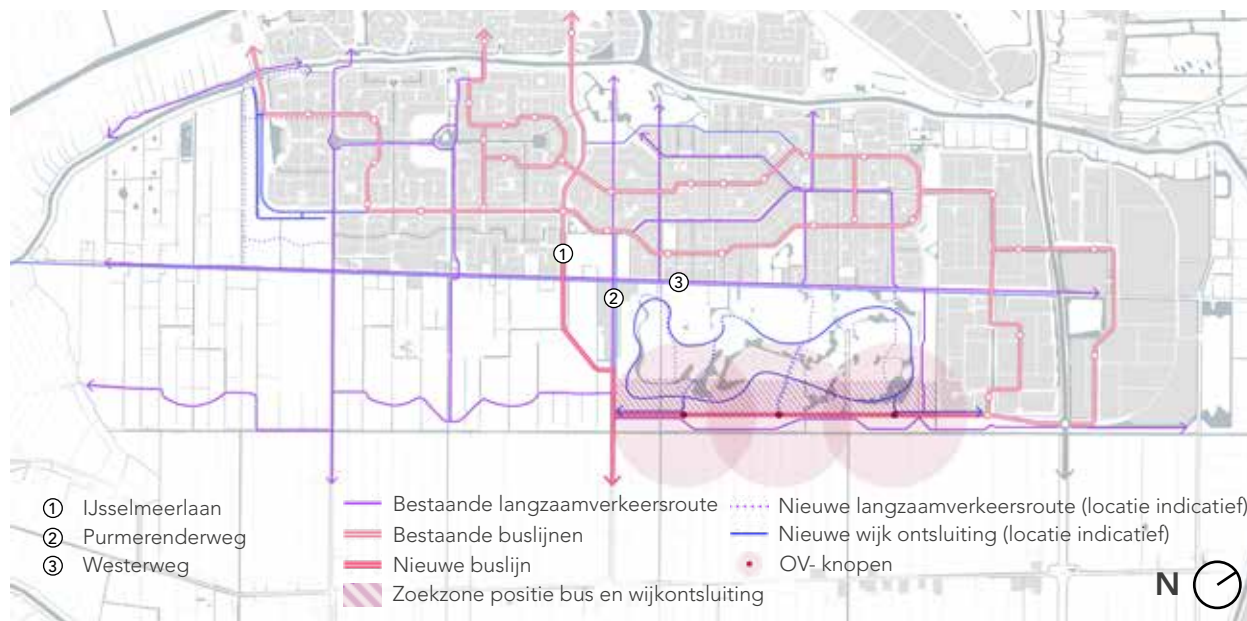 1
2
3
1 IJsselmeerlaan
2 Purmerenderweg
3 Westerweg
Bestaande langzaamverkeersroute
Bestaande buslijnen
Nieuwe buslijn
Zoekzone positie bus en wijkontsluiting
Nieuwe langzaamverkeersroute (locatie indicatief)
Nieuwe wijk ontsluiting (locatie indicatief)
OV- knopen
N